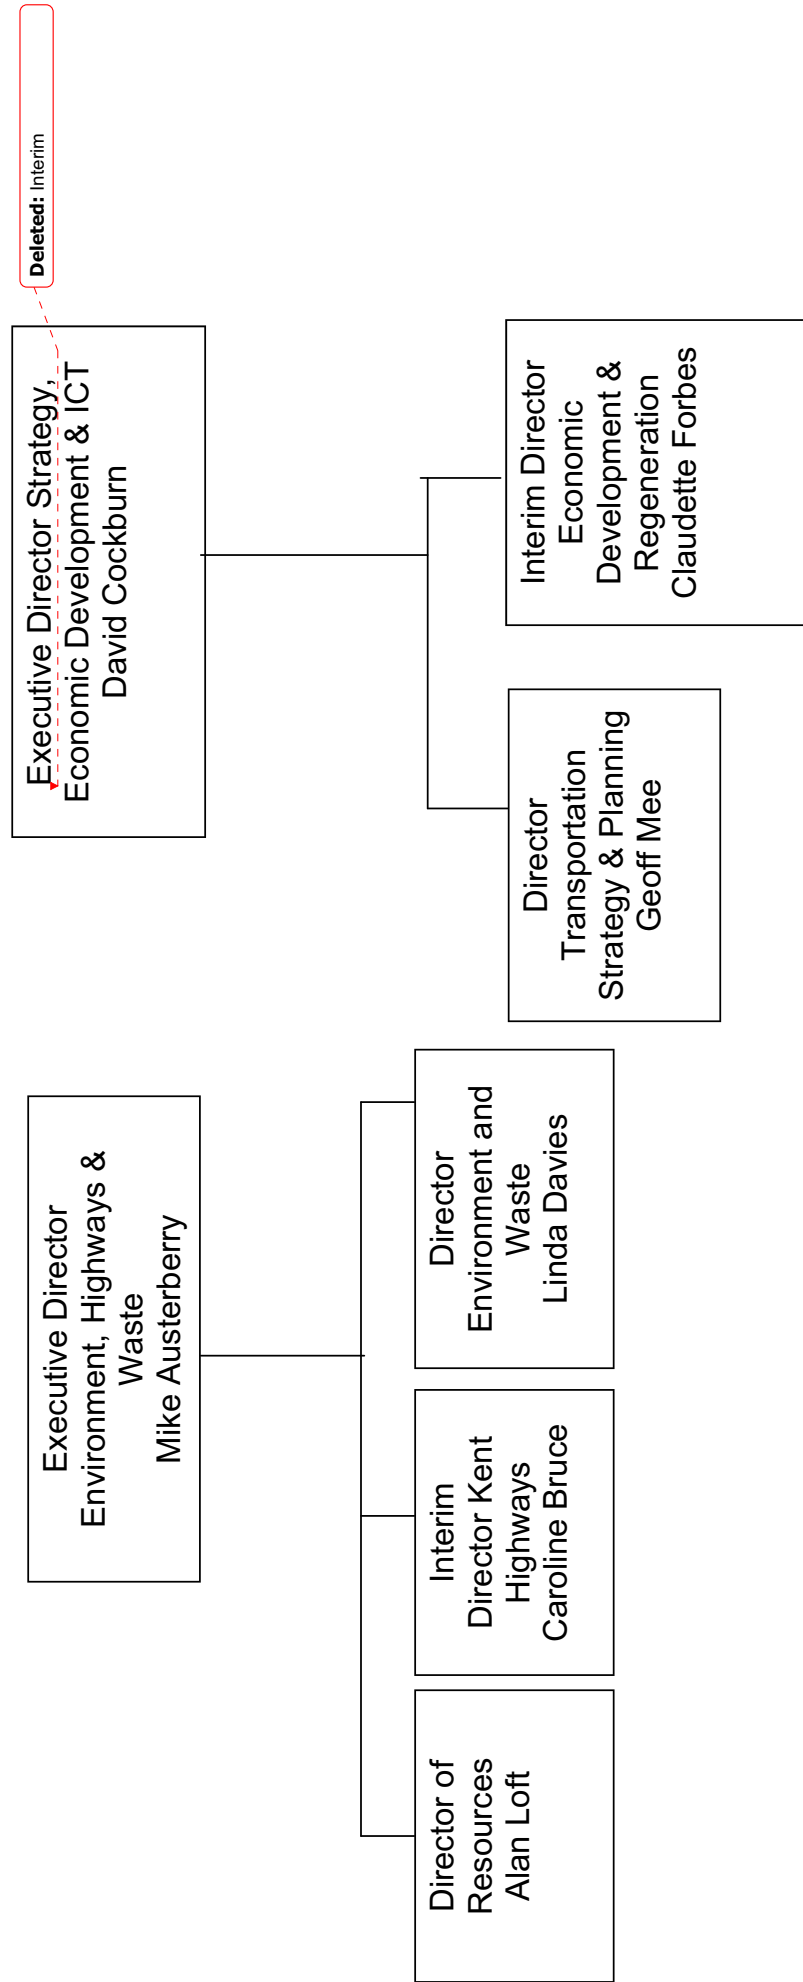 Executive Director
Environment, Highways &
Waste
Mike Austerberry
Executive Director Strategy,
Economic Development & ICT
David Cockburn
Deleted: Interim
Director of
Resources
Alan Loft
Interim
Director Kent
Highways
Caroline Bruce
Director
Environment and
Waste
Linda Davies
Director
Transportation
Strategy & Planning
Geoff Mee
Interim Director
Economic
Development &
Regeneration
Claudette Forbes